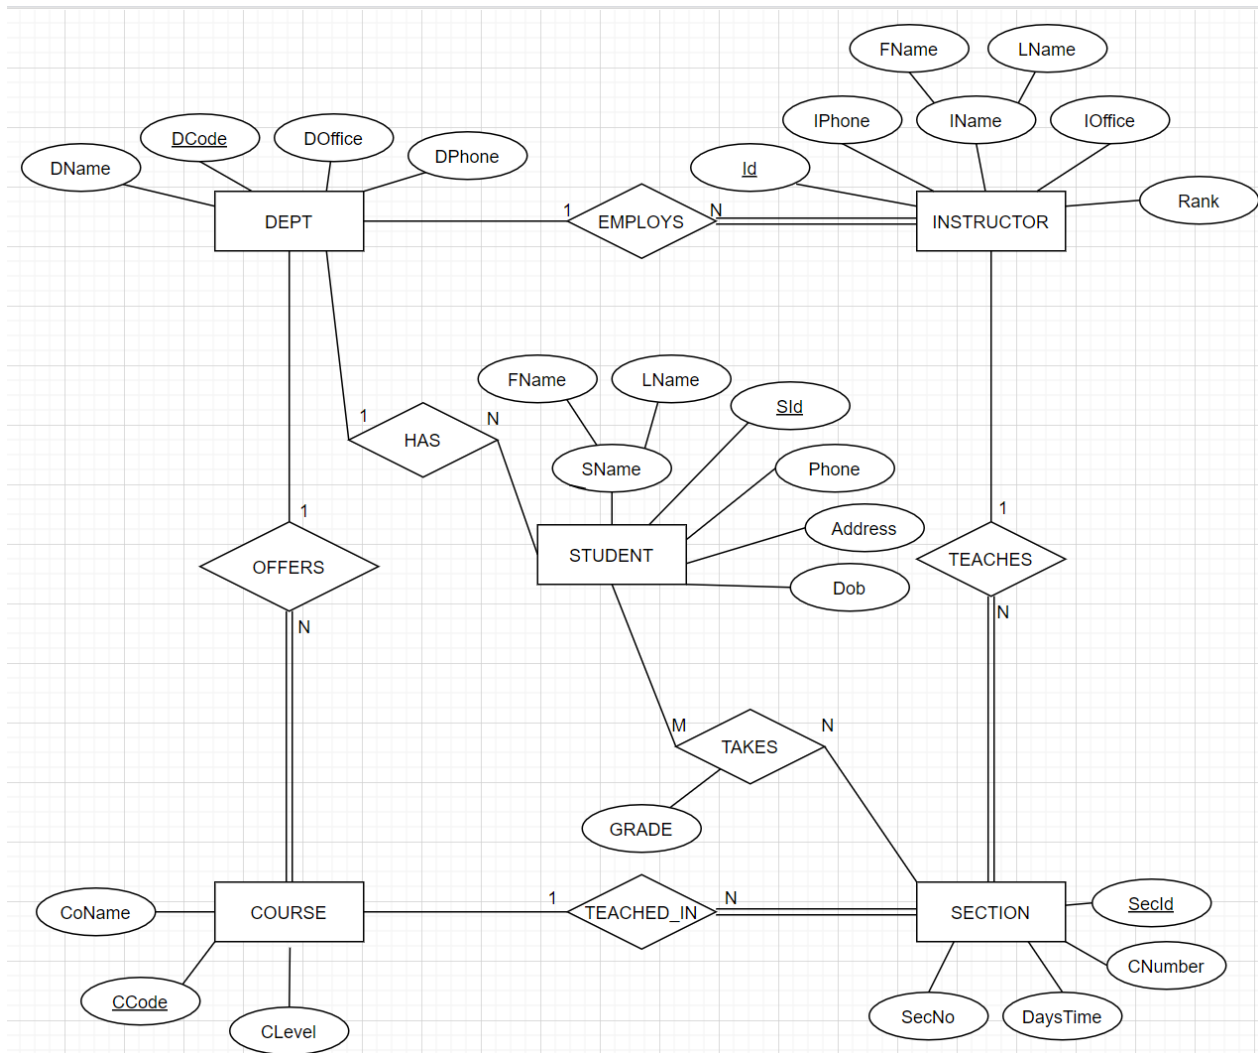 FName
LName
IPhone
IName
IOffice
DCode
DOffice
DPhone
DName
Id
Rank
DEPT
1
EMPLOYS
N
INSTRUCTOR
FName
LName
SId
1
HAS
N
SName
Phone
1
1
Address
STUDENT
TEACHES
OFFERS
Dob
N
N
M
TAKES
N
GRADE
CoName
COURSE
1
TEACHED_IN
N
SECTION
SecId
CNumber
CCode
SecNo
DaysTime
CLevel